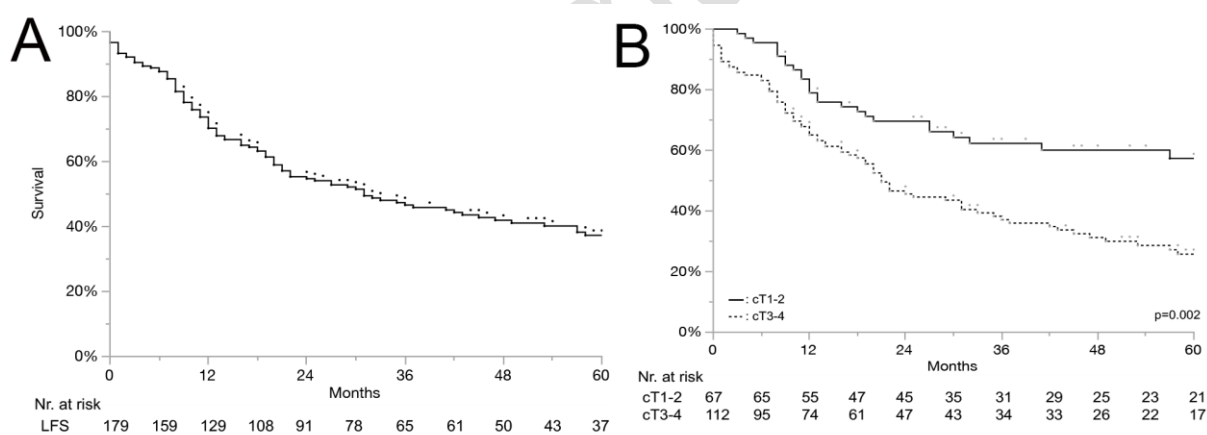 A
100%
80%
60%
40%
20%
0%
Survival
0 12 24 36 48 60
Months
Nr. at risk
LFS 179 159 129 108 91 78 65 61 50 43 37
B
100%
80%
60%
40%
20%
0%
: cT1-2
: cT3-4
p=0.002
0 12 24 36 48 60
Months
Nr. at risk
cT1-2 67 65 55 47 45 35 31 29 25 23 21
cT3-4 112 95 74 61 47 43 34 33 26 22 17